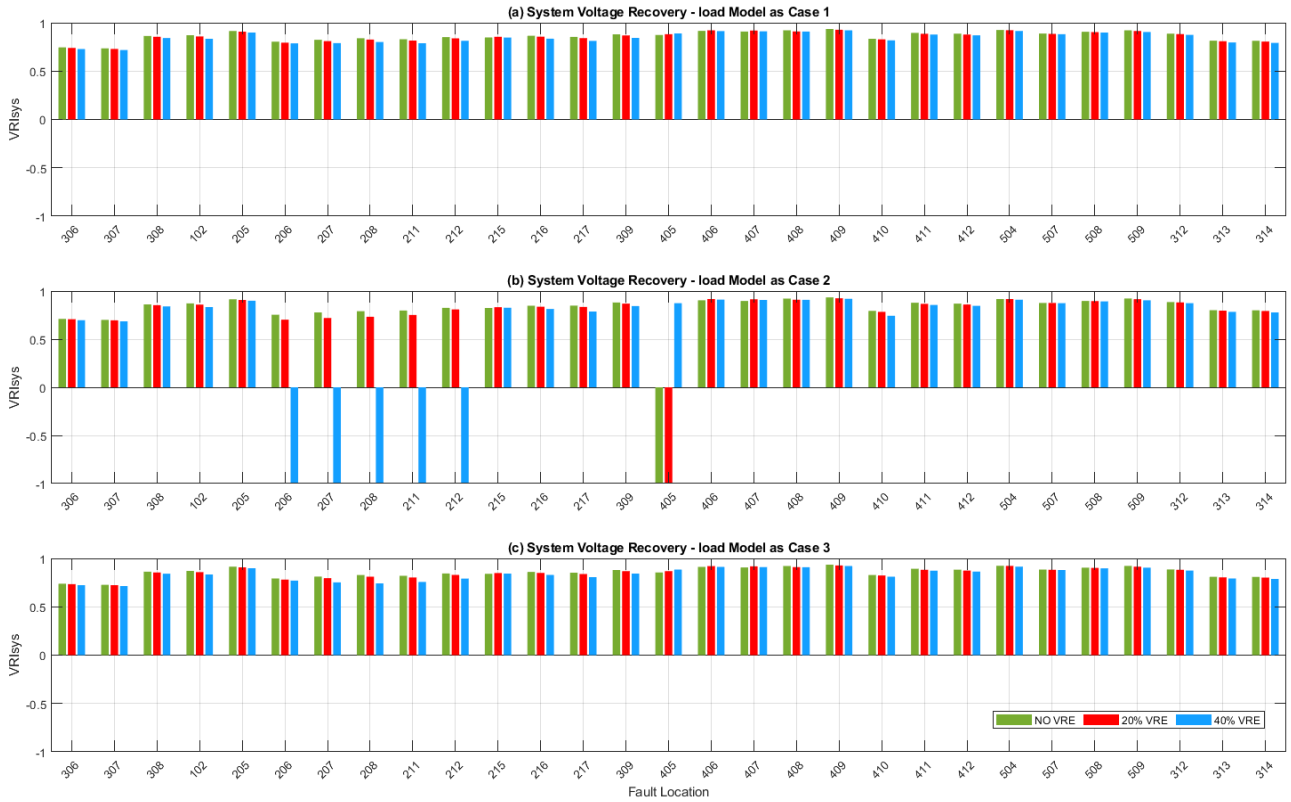 (a) System Voltage Recovery - load Model as Case 1
VRIsys
1
0.5
0
-0.5
-1
306 307 308 102 205 206 207 208 211 212 215 216 217 309 405 406 407 408 409 410 411 412 504 507 508 509 312 313 314
(b) System Voltage Recovery - load Model as Case 2
VRIsys
1
0.5
0
-0.5
-1
306 307 308 102 205 206 207 208 211 212 215 216 217 309 405 406 407 408 409 410 411 412 504 507 508 509 312 313 314
(c) System Voltage Recovery - load Model as Case 3
VRIsys
1
0.5
0
-0.5
-1
NO VRE 20% VRE 40% VRE
306 307 308 102 205 206 207 208 211 212 215 216 217 309 405 406 407 408 409 410 411 412 504 507 508 509 312 313 314
Fault Location